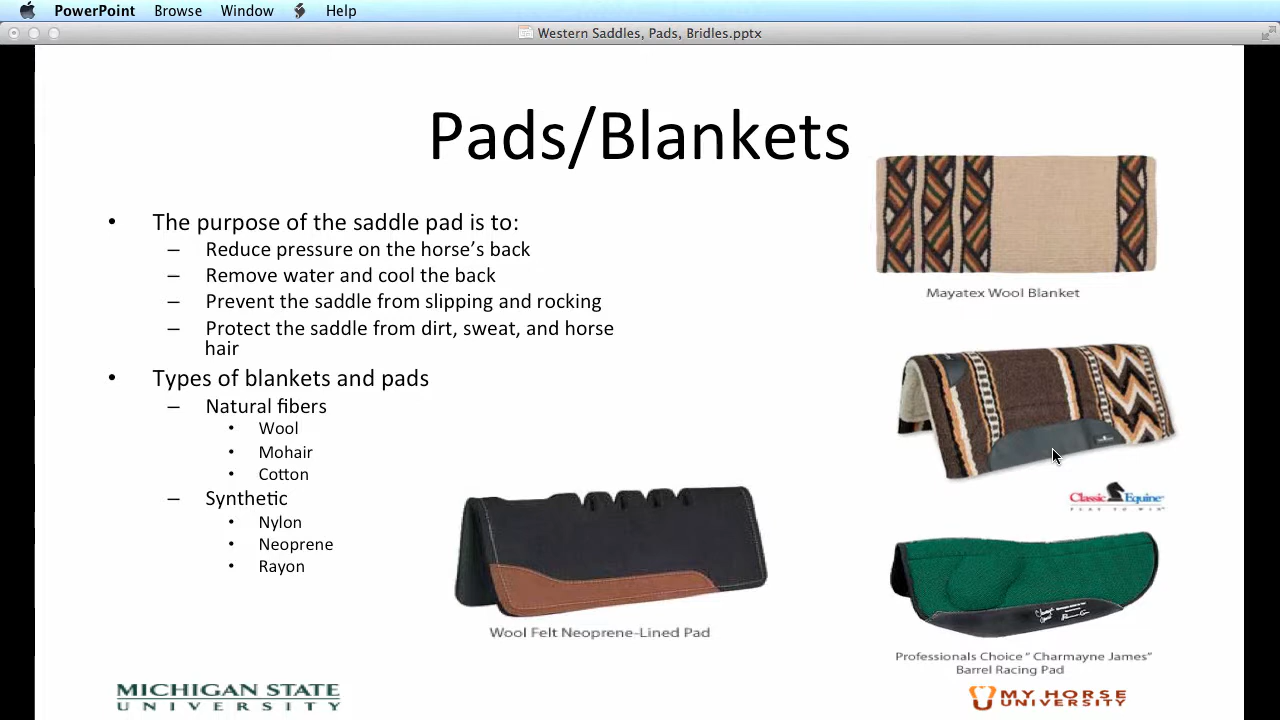 PowerPoint Browse Window Help
Western Saddles, Pads, Bridles.pptx
Pads/Blankets
• The purpose of the saddle pad is to:
– Reduce pressure on the horse’s back
– Remove water and cool the back
– Prevent the saddle from slipping and rocking
– Protect the saddle from dirt, sweat, and horse
hair
• Types of blankets and pads
– Natural fibers
• Wool
• Mohair
• Cotton
– Synthetic
• Nylon
• Neoprene
• Rayon
Mayatex Wool Blanket
Classic Equine
PLAY TO WIN
Wool Felt Neoprene-Lined Pad
Professionals Choice “ Charmayne James”
Barrel Racing Pad
MICHIGAN STATE
UNIVERSITY
MY HORSE
UNIVERSITY